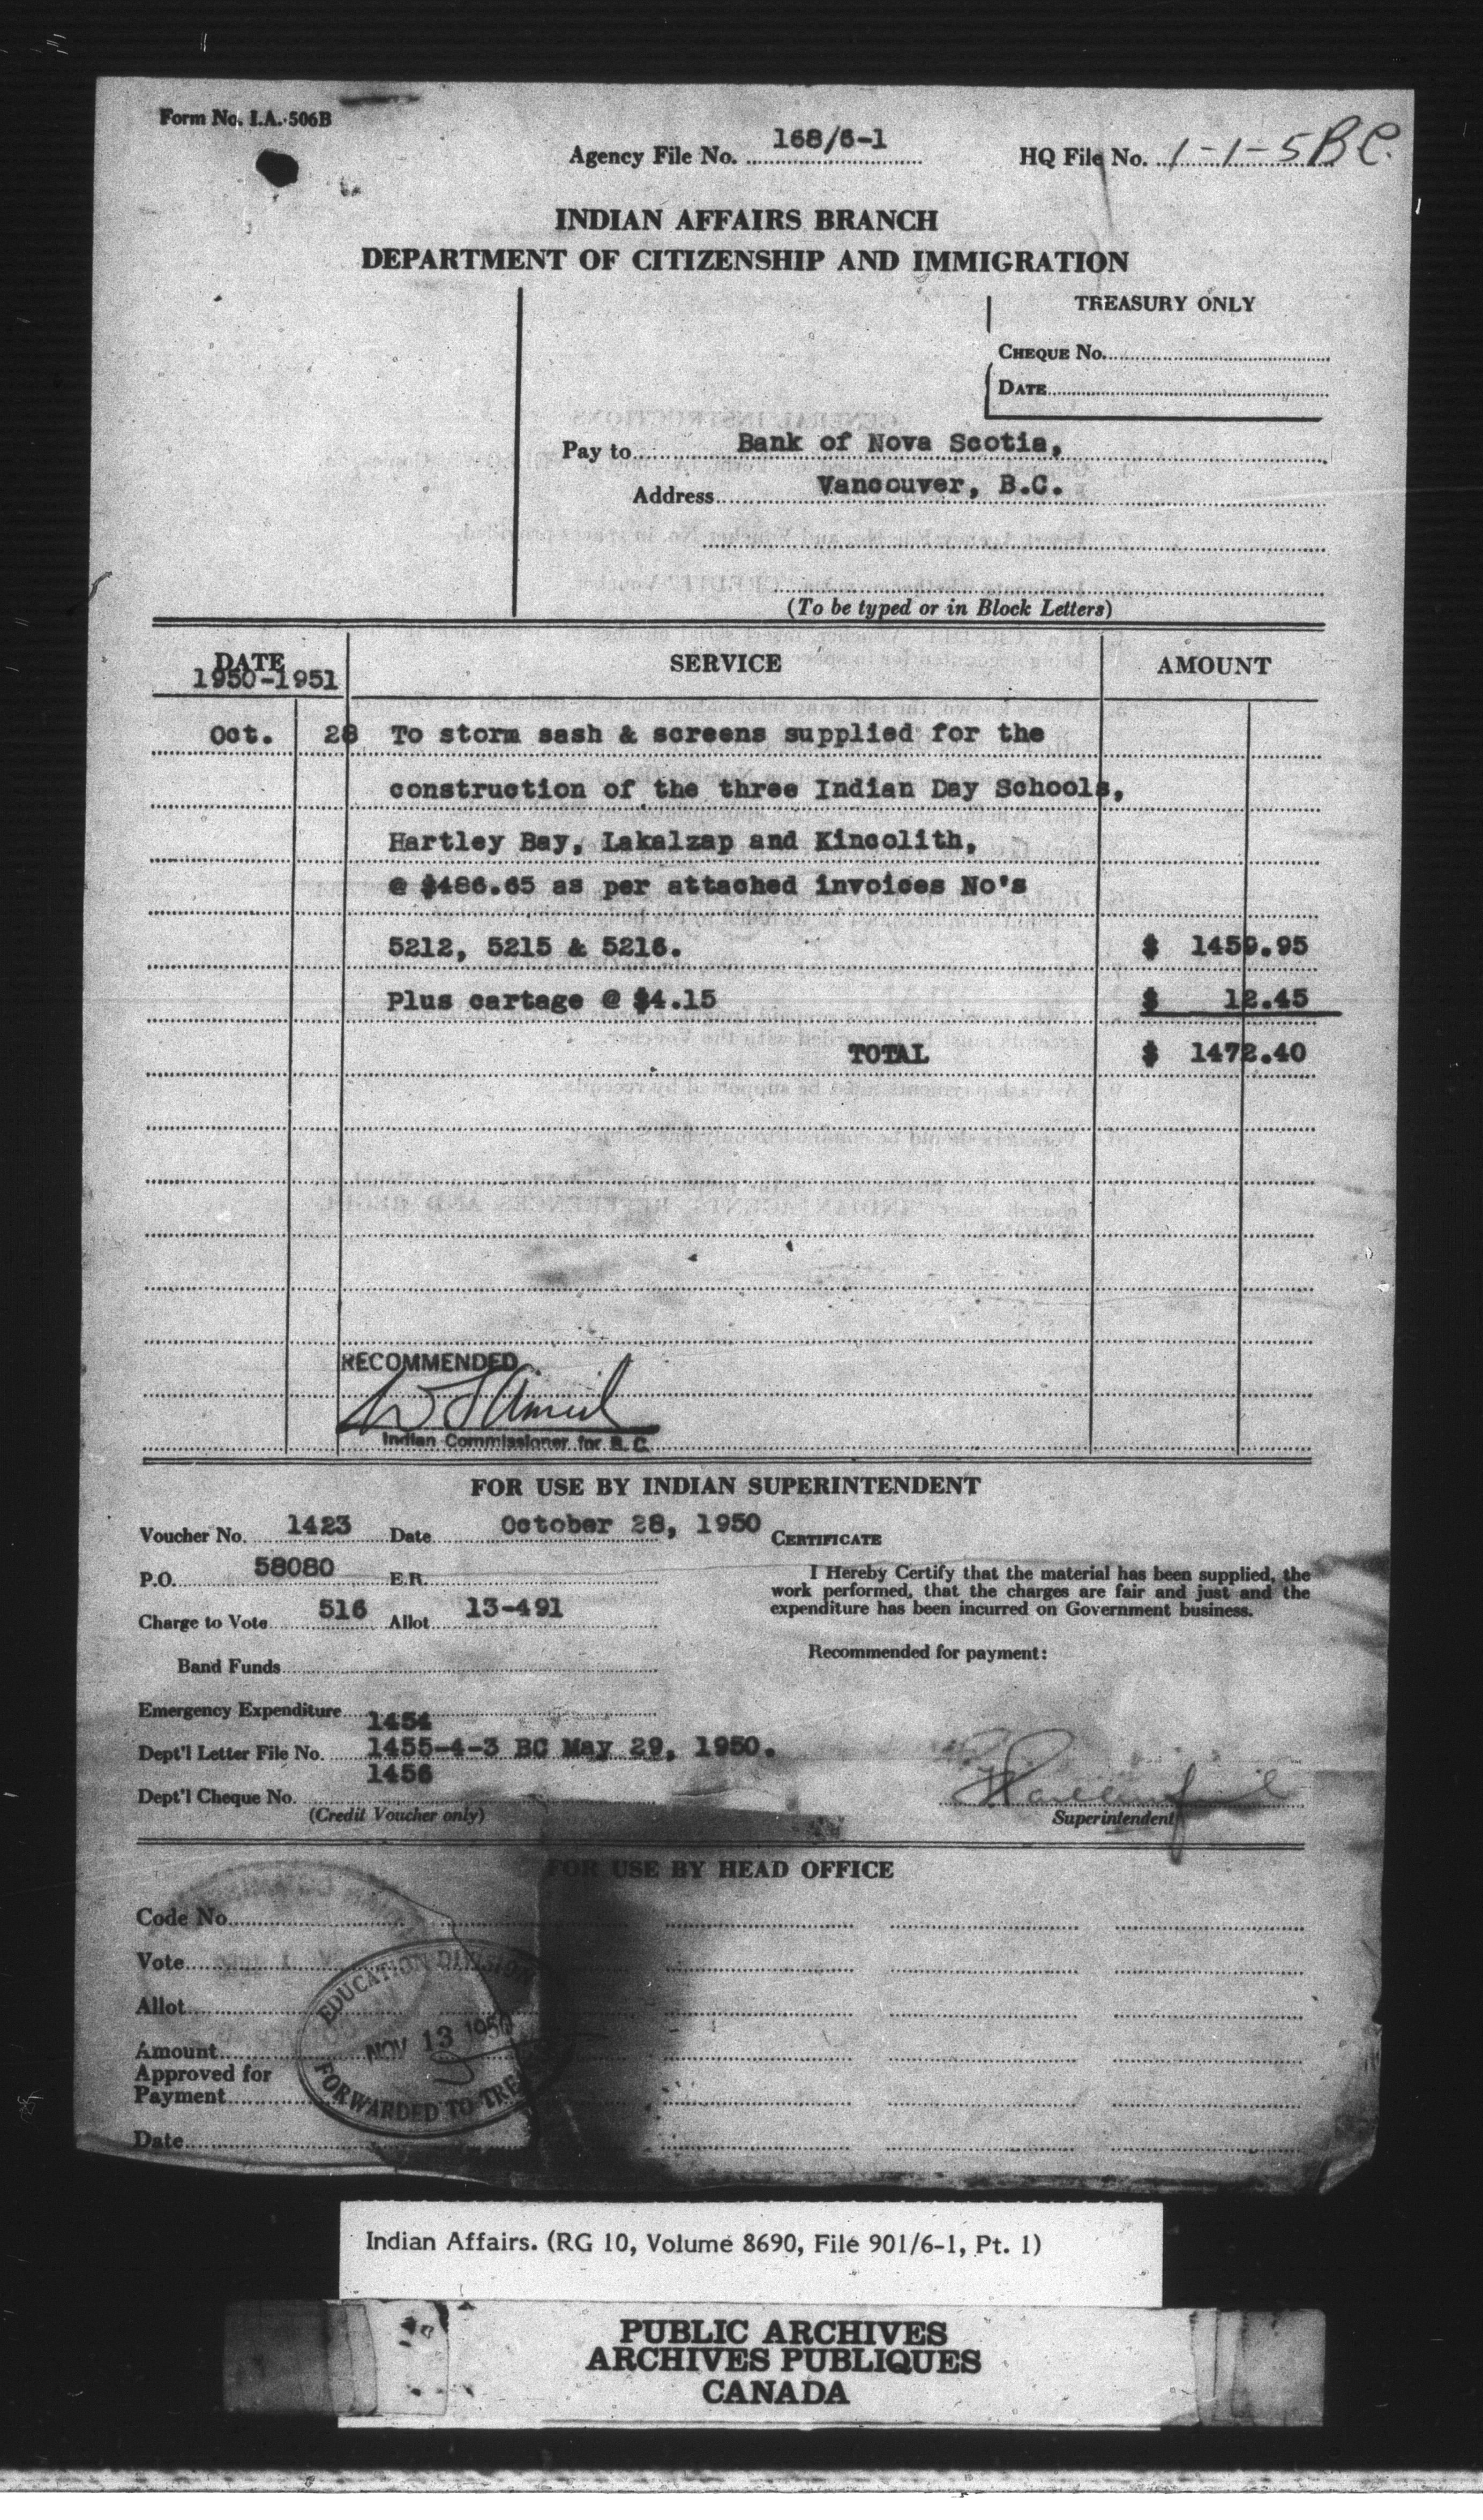 Form No. I.A. 506B
Agency File No. 168/6-1
HQ File No. 1-1-5 B.C.
INDIAN AFFAIRS BRANCH
DEPARTMENT OF CITIZENSHIP AND IMMIGRATION
TREASURY ONLY
CHEQUE No.
DATE
Pay to Bank of Nova Scotia,
Address Vancouver, B.C.
(To be typed or in Block Letters)
DATE SERVICE AMOUNT
1950-1951
Oct. 28 To storm sash & screens supplied for the
construction of the three Indian Day Schools,
Hartley Bay, Lakalzap and Kincolith,
@ $486.65 as per attached invoices No's
5212, 5215 & 5216. $ 1459.95
Plus cartage @ $4.15 $ 12.45
TOTAL $ 1472.40
RECOMMENDED
Indian Commissioner for B. C.
FOR USE BY INDIAN SUPERINTENDENT
Voucher No. 1423 Date October 28, 1950
P.O. 58080 E.R.
Charge to Vote 516 Allot. 13-491
Band Funds
Emergency Expenditure
1454
Dept'l Letter File No. 1455-4-3 BC May 29, 1950.
1456
Dept'l Cheque No.
(Credit Voucher only)
CERTIFICATE
I Hereby Certify that the material has been supplied, the
work performed, that the charges are fair and just and the
expenditure has been incurred on Government business.
Recommended for payment:
Superintendent
FOR USE BY HEAD OFFICE
Code No.
Vote
Allot.
Amount
Approved for
Payment
Date
EDUCATION DIVISION
NOV 13 1950
FORWARDED TO
Indian Affairs. (RG 10, Volume 8690, File 901/6-1, Pt. 1)
PUBLIC ARCHIVES
ARCHIVES PUBLIQUES
CANADA